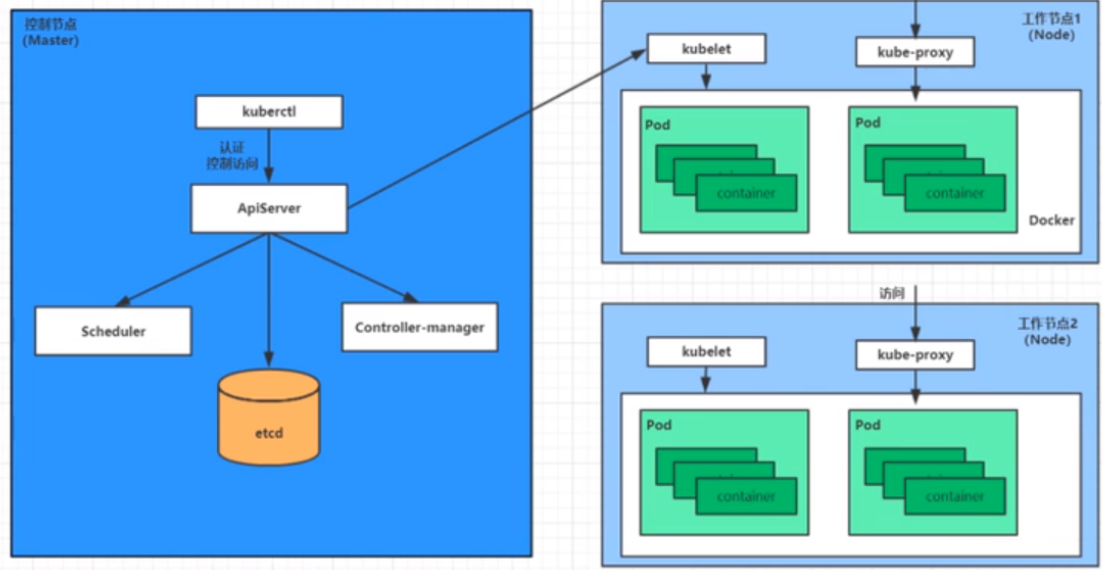 控制节点
(Master)
kuberctl
认证
控制访问
ApiServer
Scheduler
Controller-manager
etcd
工作节点1
(Node)
kubelet
kube-proxy
Pod
container
Pod
container
Docker
访问
工作节点2
(Node)
kubelet
kube-proxy
Pod
container
Pod
container